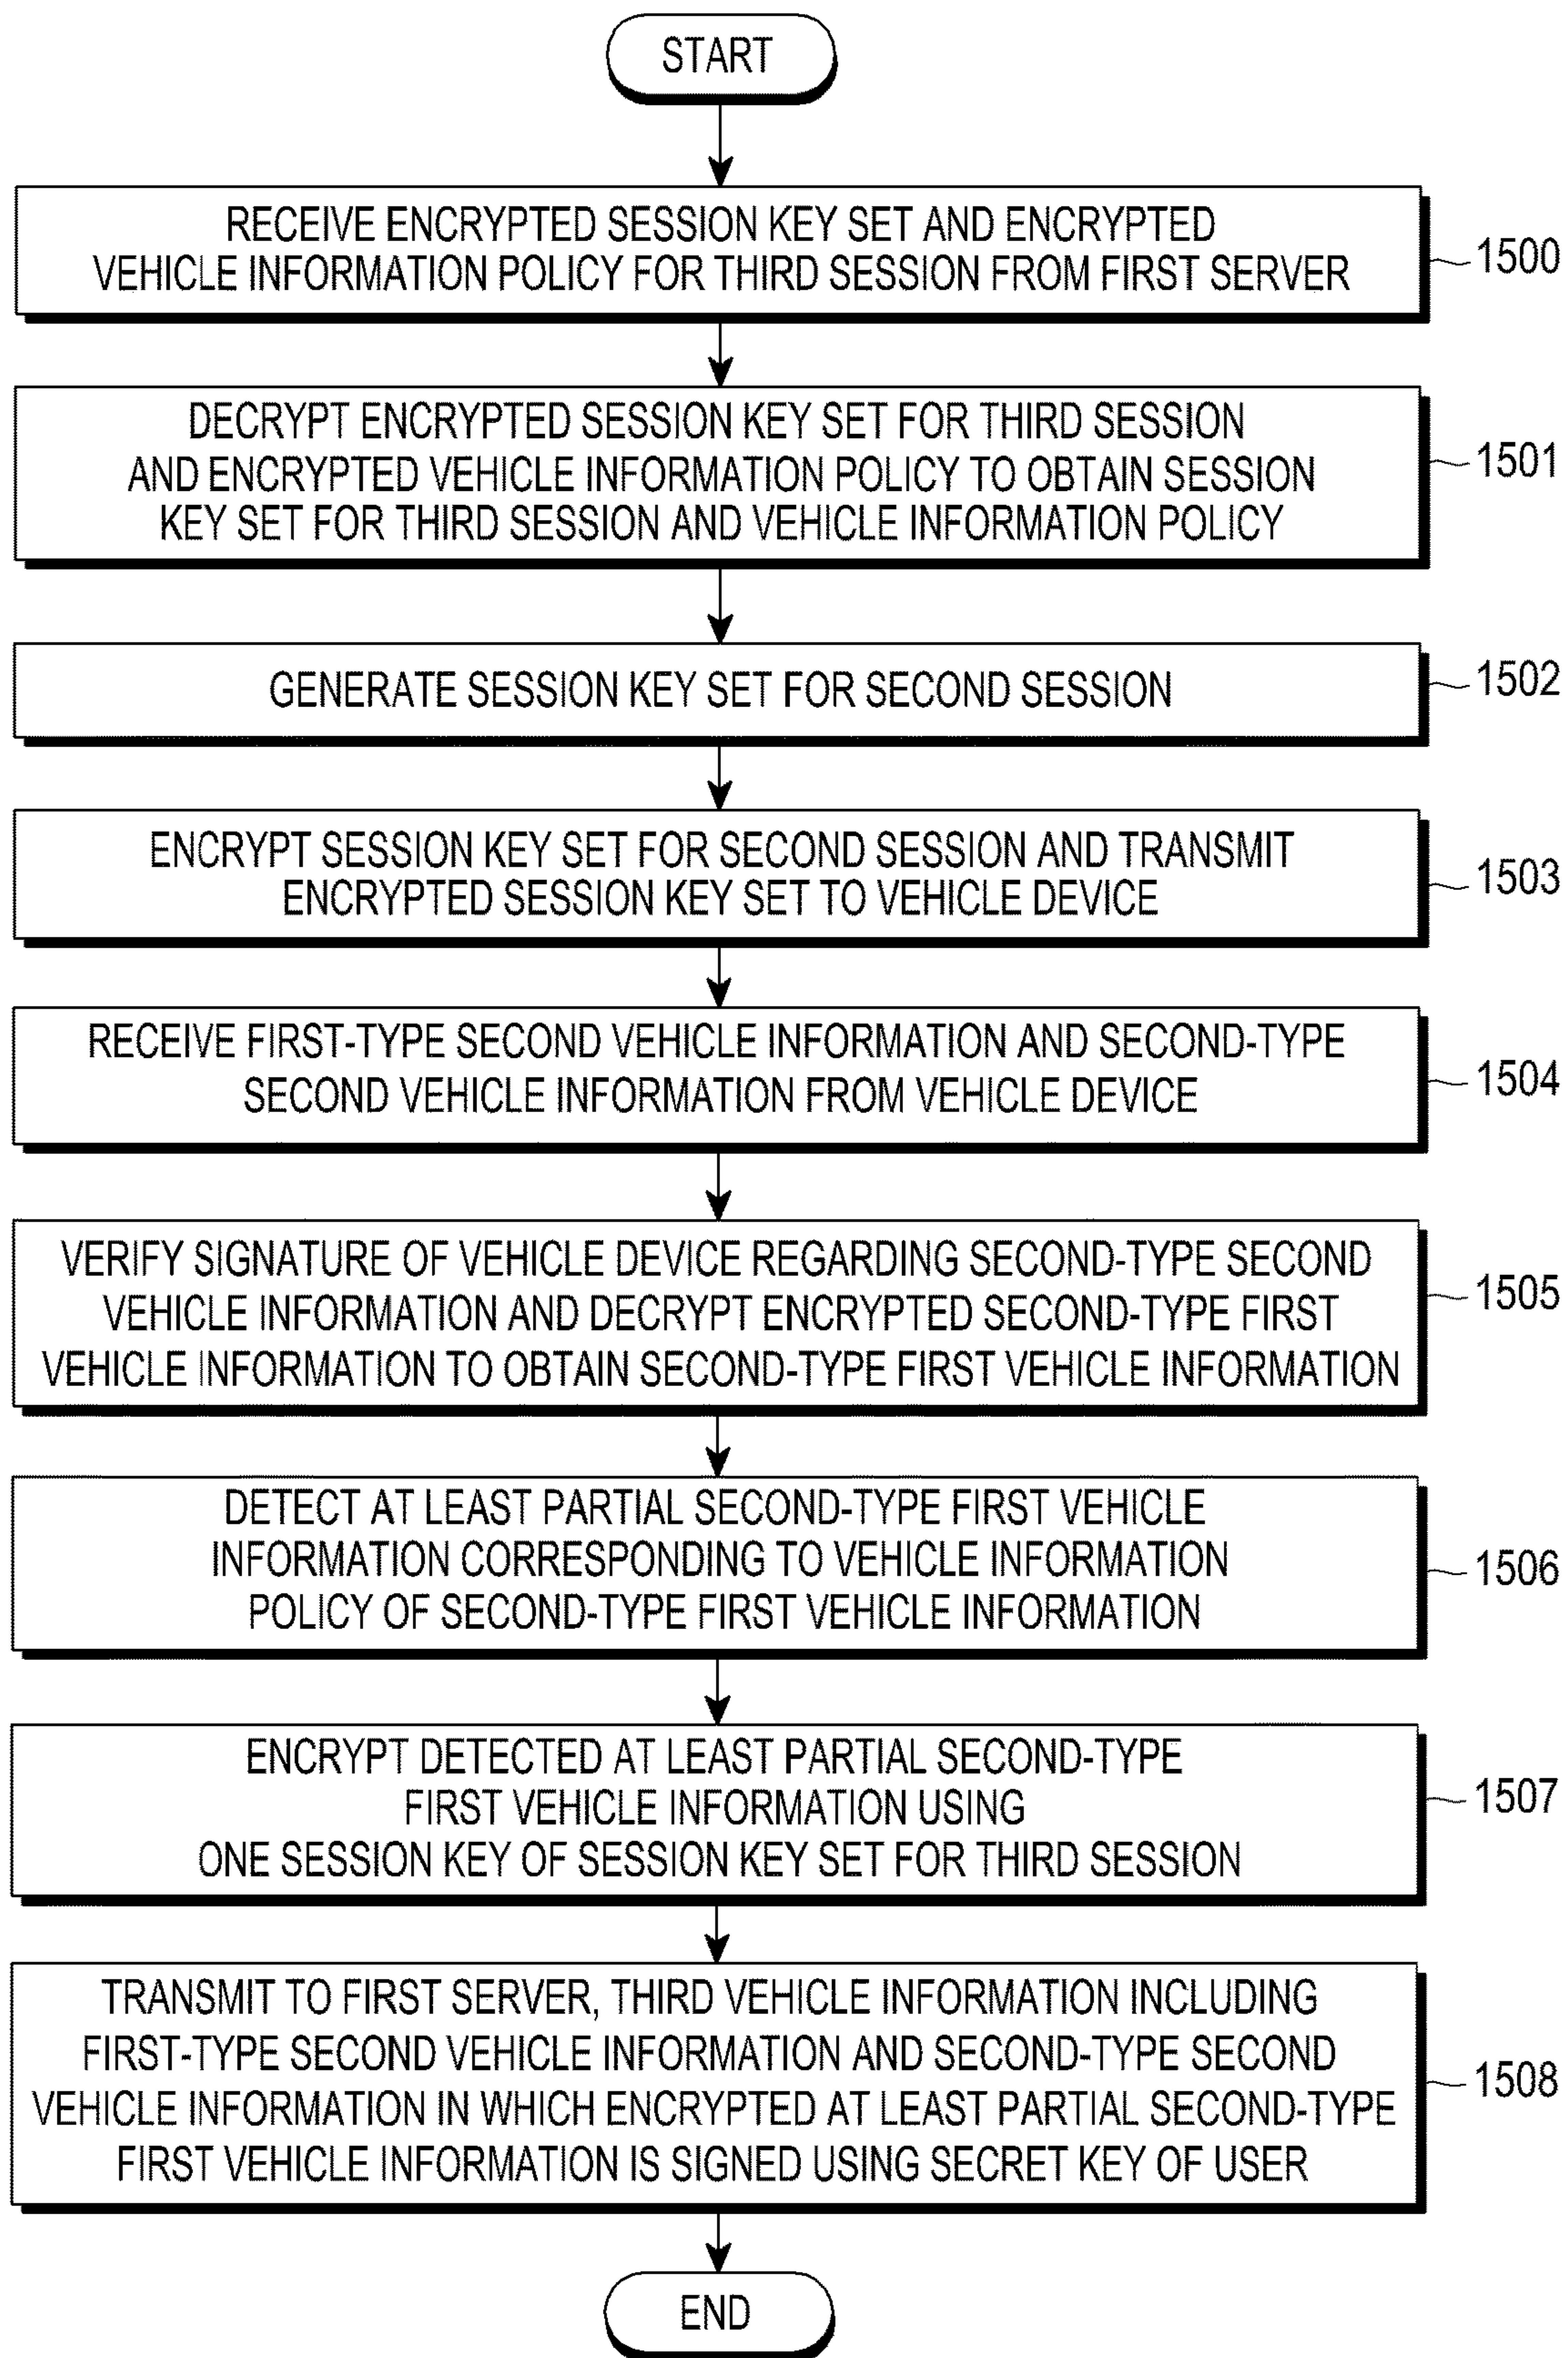 START
RECEIVE ENCRYPTED SESSION KEY SET AND ENCRYPTED
VEHICLE INFORMATION POLICY FOR THIRD SESSION FROM FIRST SERVER
1500
DECRYPT ENCRYPTED SESSION KEY SET FOR THIRD SESSION
AND ENCRYPTED VEHICLE INFORMATION POLICY TO OBTAIN SESSION
KEY SET FOR THIRD SESSION AND VEHICLE INFORMATION POLICY
1501
GENERATE SESSION KEY SET FOR SECOND SESSION
1502
ENCRYPT SESSION KEY SET FOR SECOND SESSION AND TRANSMIT
ENCRYPTED SESSION KEY SET TO VEHICLE DEVICE
1503
RECEIVE FIRST-TYPE SECOND VEHICLE INFORMATION AND SECOND-TYPE
SECOND VEHICLE INFORMATION FROM VEHICLE DEVICE
1504
VERIFY SIGNATURE OF VEHICLE DEVICE REGARDING SECOND-TYPE SECOND
VEHICLE INFORMATION AND DECRYPT ENCRYPTED SECOND-TYPE FIRST
VEHICLE INFORMATION TO OBTAIN SECOND-TYPE FIRST VEHICLE INFORMATION
1505
DETECT AT LEAST PARTIAL SECOND-TYPE FIRST VEHICLE
INFORMATION CORRESPONDING TO VEHICLE INFORMATION
POLICY OF SECOND-TYPE FIRST VEHICLE INFORMATION
1506
ENCRYPT DETECTED AT LEAST PARTIAL SECOND-TYPE
FIRST VEHICLE INFORMATION USING
ONE SESSION KEY OF SESSION KEY SET FOR THIRD SESSION
1507
TRANSMIT TO FIRST SERVER, THIRD VEHICLE INFORMATION INCLUDING
FIRST-TYPE SECOND VEHICLE INFORMATION AND SECOND-TYPE SECOND
VEHICLE INFORMATION IN WHICH ENCRYPTED AT LEAST PARTIAL SECOND-TYPE
FIRST VEHICLE INFORMATION IS SIGNED USING SECRET KEY OF USER
1508
END